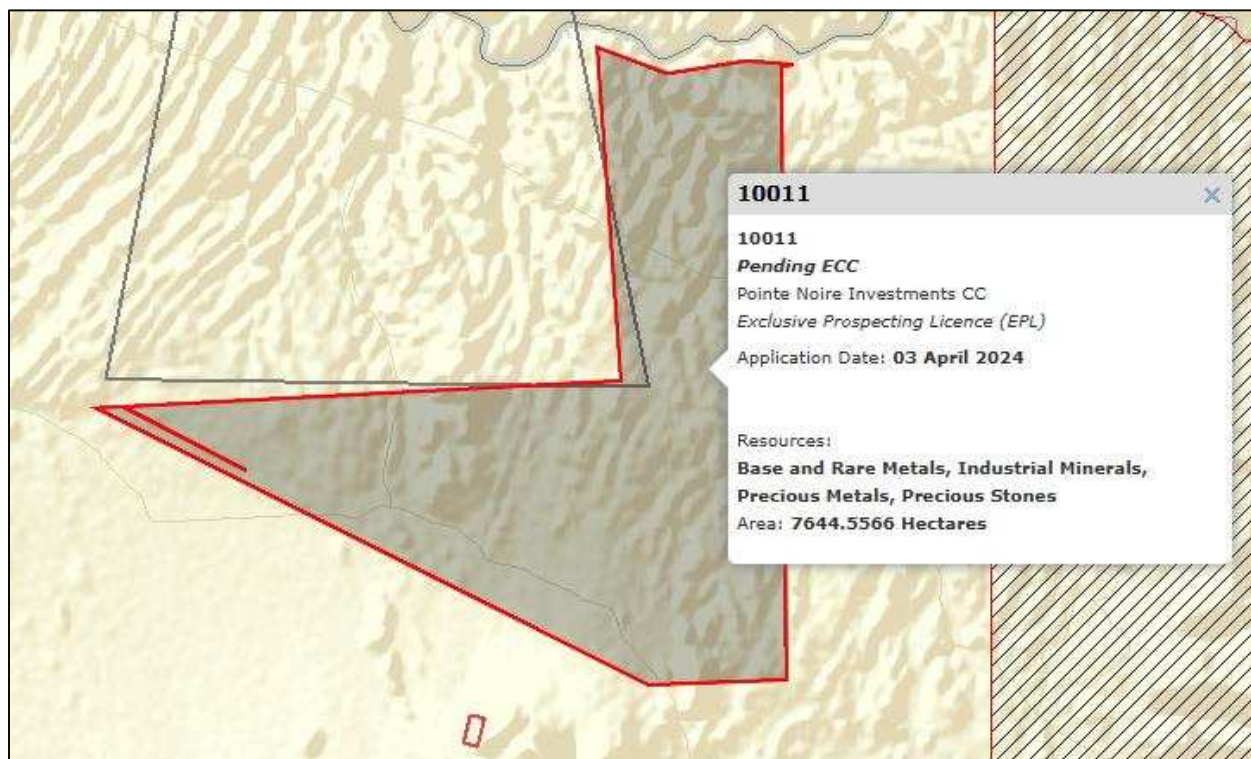 10011
10011
Pending ECC
Pointe Noire Investments CC
Exclusive Prospecting Licence (EPL)
Application Date: 03 April 2024
Resources:
Base and Rare Metals, Industrial Minerals,
Precious Metals, Precious Stones
Area: 7644.5566 Hectares